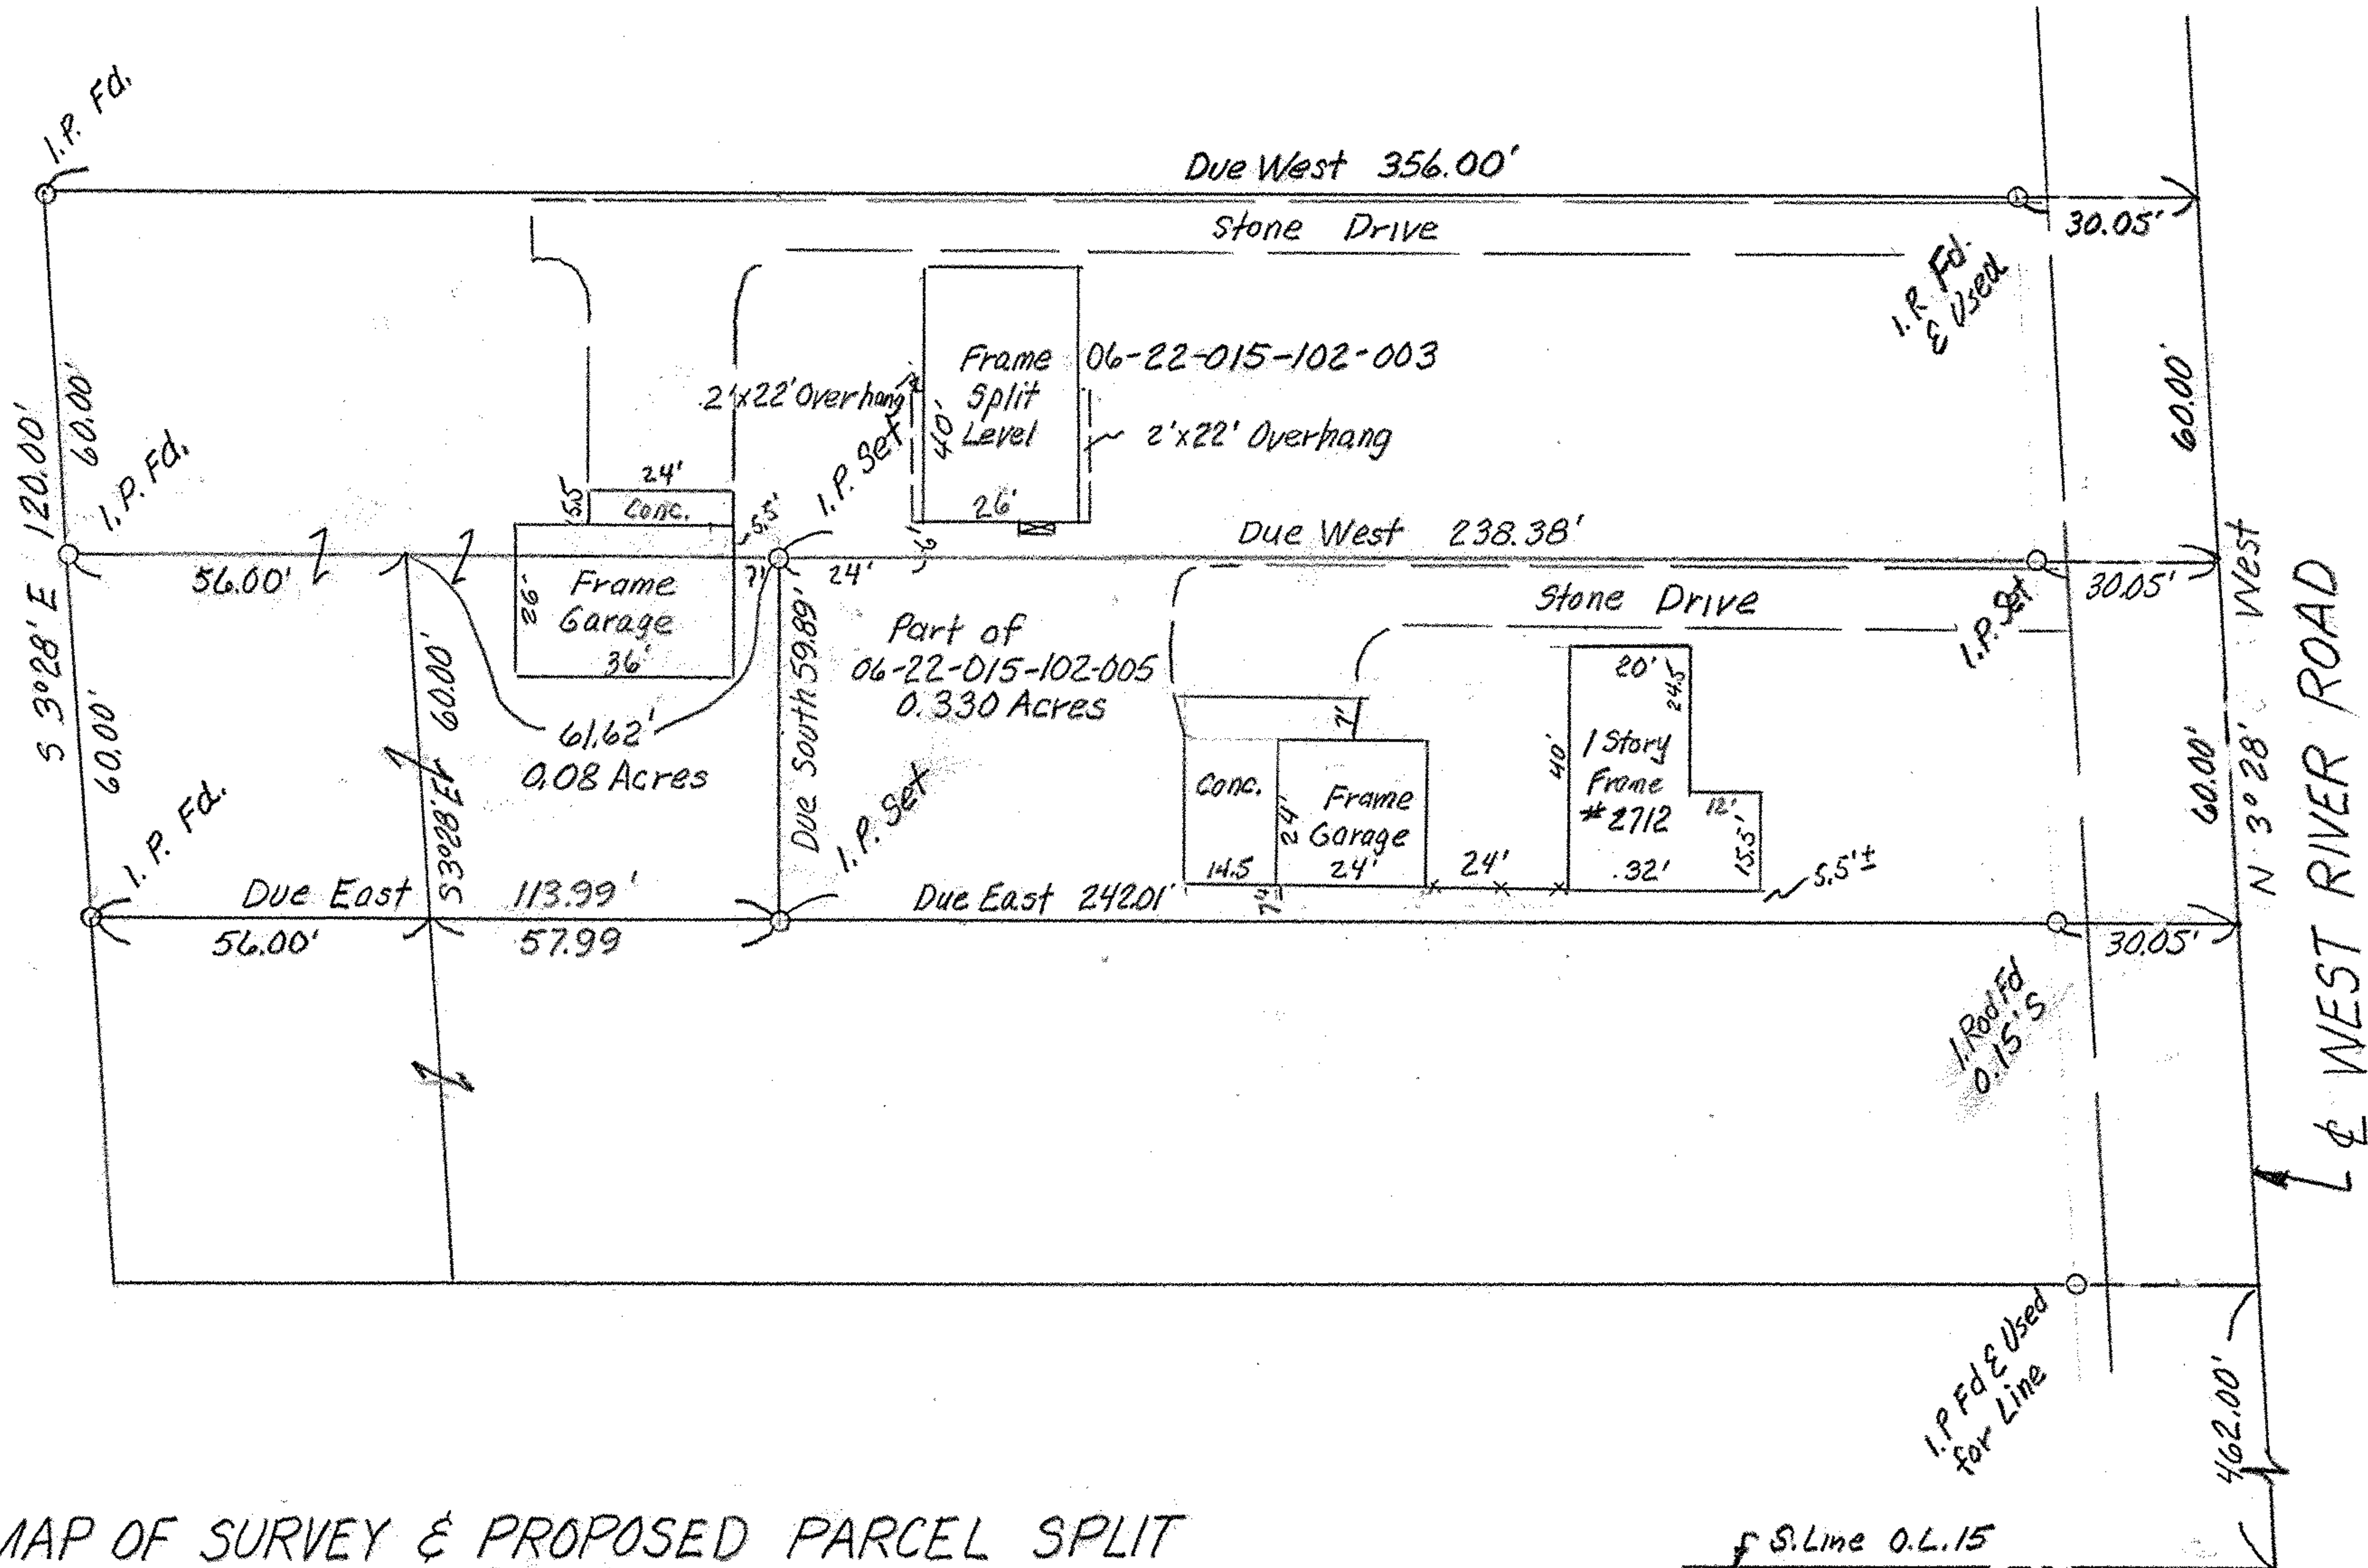 I.P. Fd.
Due West 356.00'
Stone Drive
30.05'
I.R Fd.
& Used
60.00'
S 3°28' E 120.00'
60.00'
I.P. Fd.
2'x22' Overhang
2'
Frame
Split
Level
40'
26'
06-22-015-102-003
2'x22' Overhang
I.P. Set
24'
15.5
Conc.
5.5'
6'
Due West 238.38'
56.00'
7'
24'
30.05'
I.P. Set
26'
Frame
Garage
36'
Stone Drive
Due South 59.89'
Part of
06-22-015-102-005
0.330 Acres
60.00'
S3°28'E
60.00'
61.62'
0.08 Acres
I.P. Set
I.P. Fd.
7'
Conc.
14.5
24'
Frame
Garage
24'
24'
20'
24.5
40'
1 Story
Frame
#2712
12'
15.5'
32'
5.5'±
60.00'
N 3°28' West
WEST RIVER ROAD
Due East 113.99'
56.00'
57.99
Due East 242.01'
30.05'
I.Rod Fd
0.15' S
I.P Fd & Used
for Line
462.00'
MAP OF SURVEY & PROPOSED PARCEL SPLIT
S.Line O.L.15